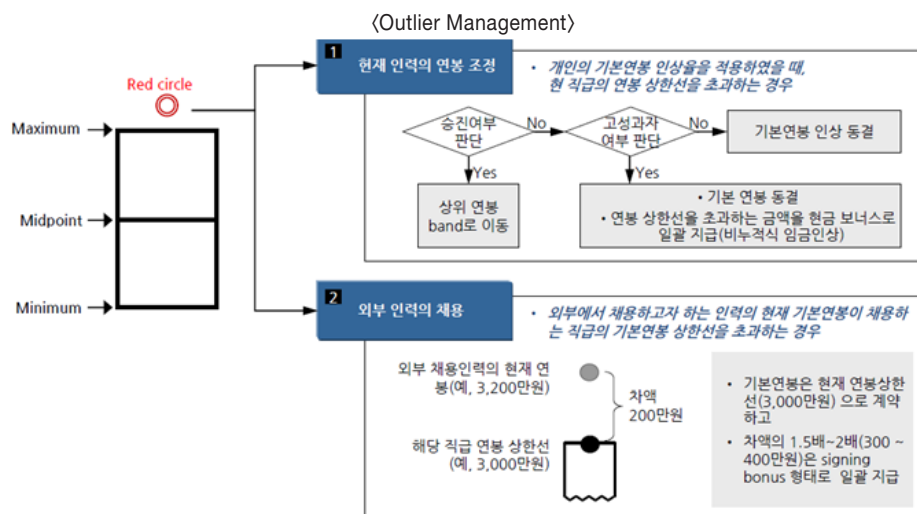 〈Outlier Management〉
1
현재 인력의 연봉 조정
• 개인의 기본연봉 인상율을 적용하였을 때,
현 직급의 연봉 상한선을 초과하는 경우
Red circle
Maximum
Midpoint
Minimum
승진여부
판단
No
고성과자
여부 판단
No
기본연봉 인상 동결
Yes
Yes
상위 연봉
band로 이동
• 기본 연봉 동결
• 연봉 상한선을 초과하는 금액을 현금 보너스로
일괄 지급(비누적식 임금인상)
2
외부 인력의 채용
• 외부에서 채용하고자 하는 인력의 현재 기본연봉이 채용하
는 직급의 기본연봉 상한선을 초과하는 경우
외부 채용인력의 현재 연
봉(예, 3,200만원)
차액
200만원
해당 직급 연봉 상한선
(예, 3,000만원)
• 기본연봉은 현재 연봉상한
선(3,000만원) 으로 계약
하고
• 차액의 1.5배~2배(300 ~
400만원)은 signing
bonus 형태로 일괄 지급